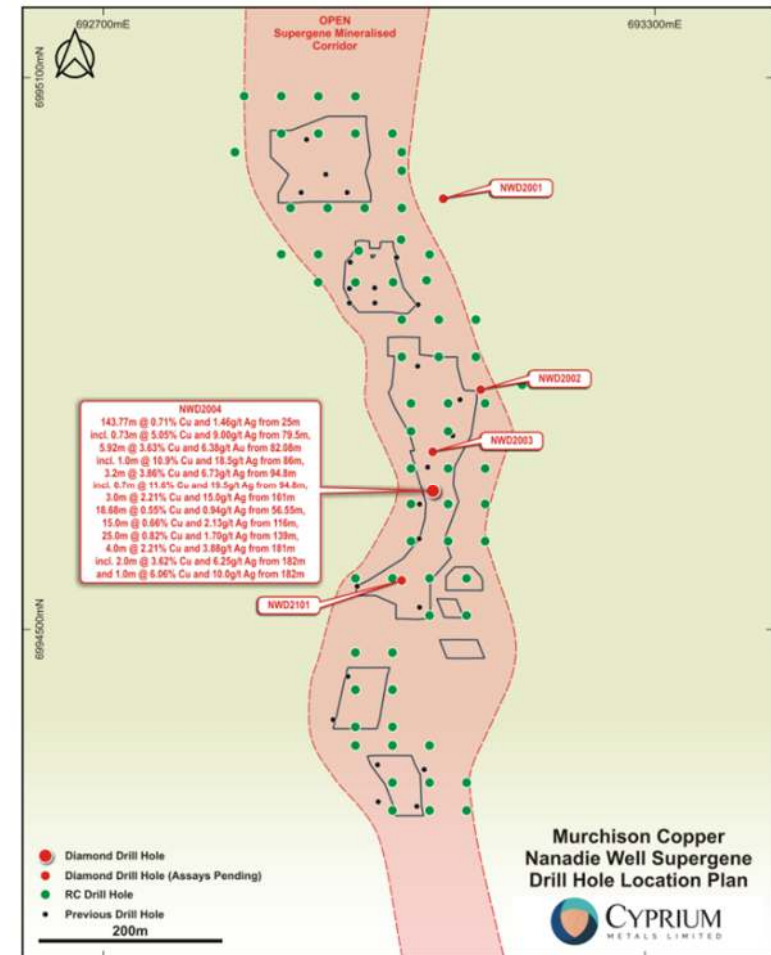 692700mE
693300mE
OPEN
Supergene Mineralised
Corridor
6995100mN
NWD2001
NWD2002
NWD2004
143.77m @ 0.71% Cu and 1.46g/t Ag from 25m
incl. 0.73m @ 5.05% Cu and 9.00g/t Ag from 79.5m,
5.92m @ 3.63% Cu and 6.38g/t Au from 82.08m
incl. 1.0m @ 10.9% Cu and 18.5g/t Ag from 86m,
3.2m @ 3.86% Cu and 6.73g/t Ag from 94.8m
incl. 0.7m @ 11.6% Cu and 19.5g/t Ag from 94.8m,
3.0m @ 2.21% Cu and 15.0g/t Ag from 161m
18.68m @ 0.55% Cu and 0.94g/t Ag from 56.55m,
15.0m @ 0.66% Cu and 2.13g/t Ag from 116m,
25.0m @ 0.82% Cu and 1.70g/t Ag from 139m,
4.0m @ 2.21% Cu and 3.88g/t Ag from 181m
incl. 2.0m @ 3.62% Cu and 6.25g/t Ag from 182m
and 1.0m @ 6.06% Cu and 10.0g/t Ag from 182m
NWD2003
NWD2101
6994500mN
Diamond Drill Hole
Diamond Drill Hole (Assays Pending)
RC Drill Hole
Previous Drill Hole
200m
Murchison Copper
Nanadie Well Supergene
Drill Hole Location Plan
CYPRIUM
METALS LIMITED